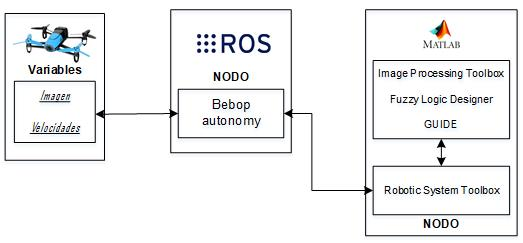 Variables
Imagen
Velocidades
ROS
NODO
Bebop
autonomy
MATLAB
Image Processing Toolbox
Fuzzy Logic Designer
GUIDE
Robotic System Toolbox
NODO